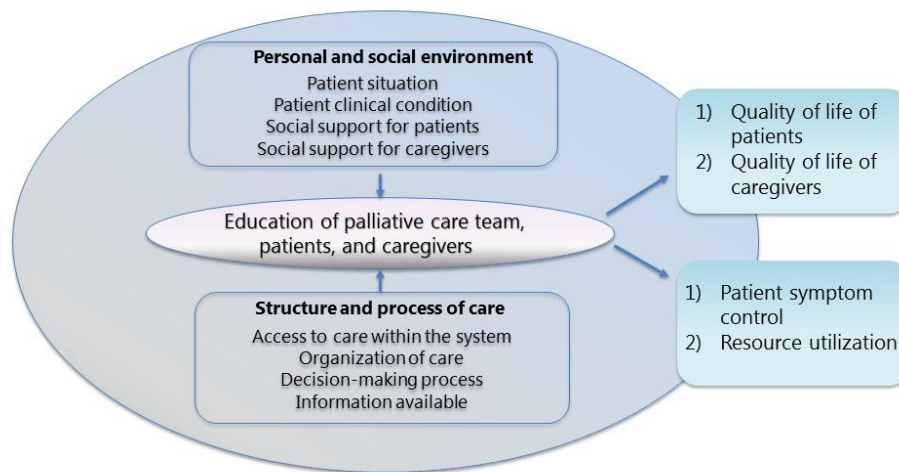 Personal and social environment
Patient situation
Patient clinical condition
Social support for patients
Social support for caregivers
Education of palliative care team,
patients, and caregivers
Structure and process of care
Access to care within the system
Organization of care
Decision-making process
Information available
1) Quality of life of
patients
2) Quality of life of
caregivers
1) Patient symptom
control
2) Resource utilization